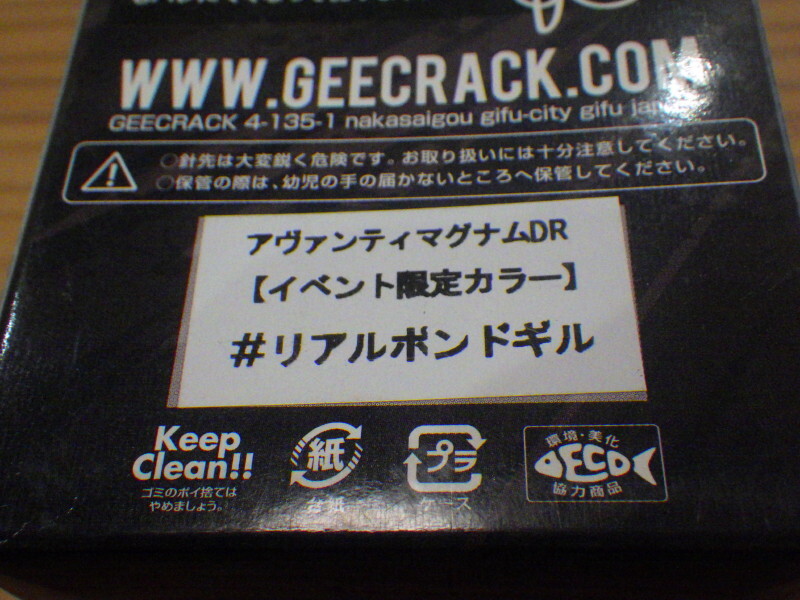 WWW.GEECRACK.COM
GEECRACK 4-135-1 nakasaigou gifu-city gifu
○針先は大変鋭く危険です。お取り扱いには十分注意してください。
○保管の際は、幼児の手の届かないところへ保管してください。
アヴァンティマグナムDR
【イベント限定カラー】
#リアルポンドギル
Keep
Clean!!
ゴミのポイ捨ては
やめましょう。
紙
台紙
プラ
ケース
環境・美化
ECO
協力商品